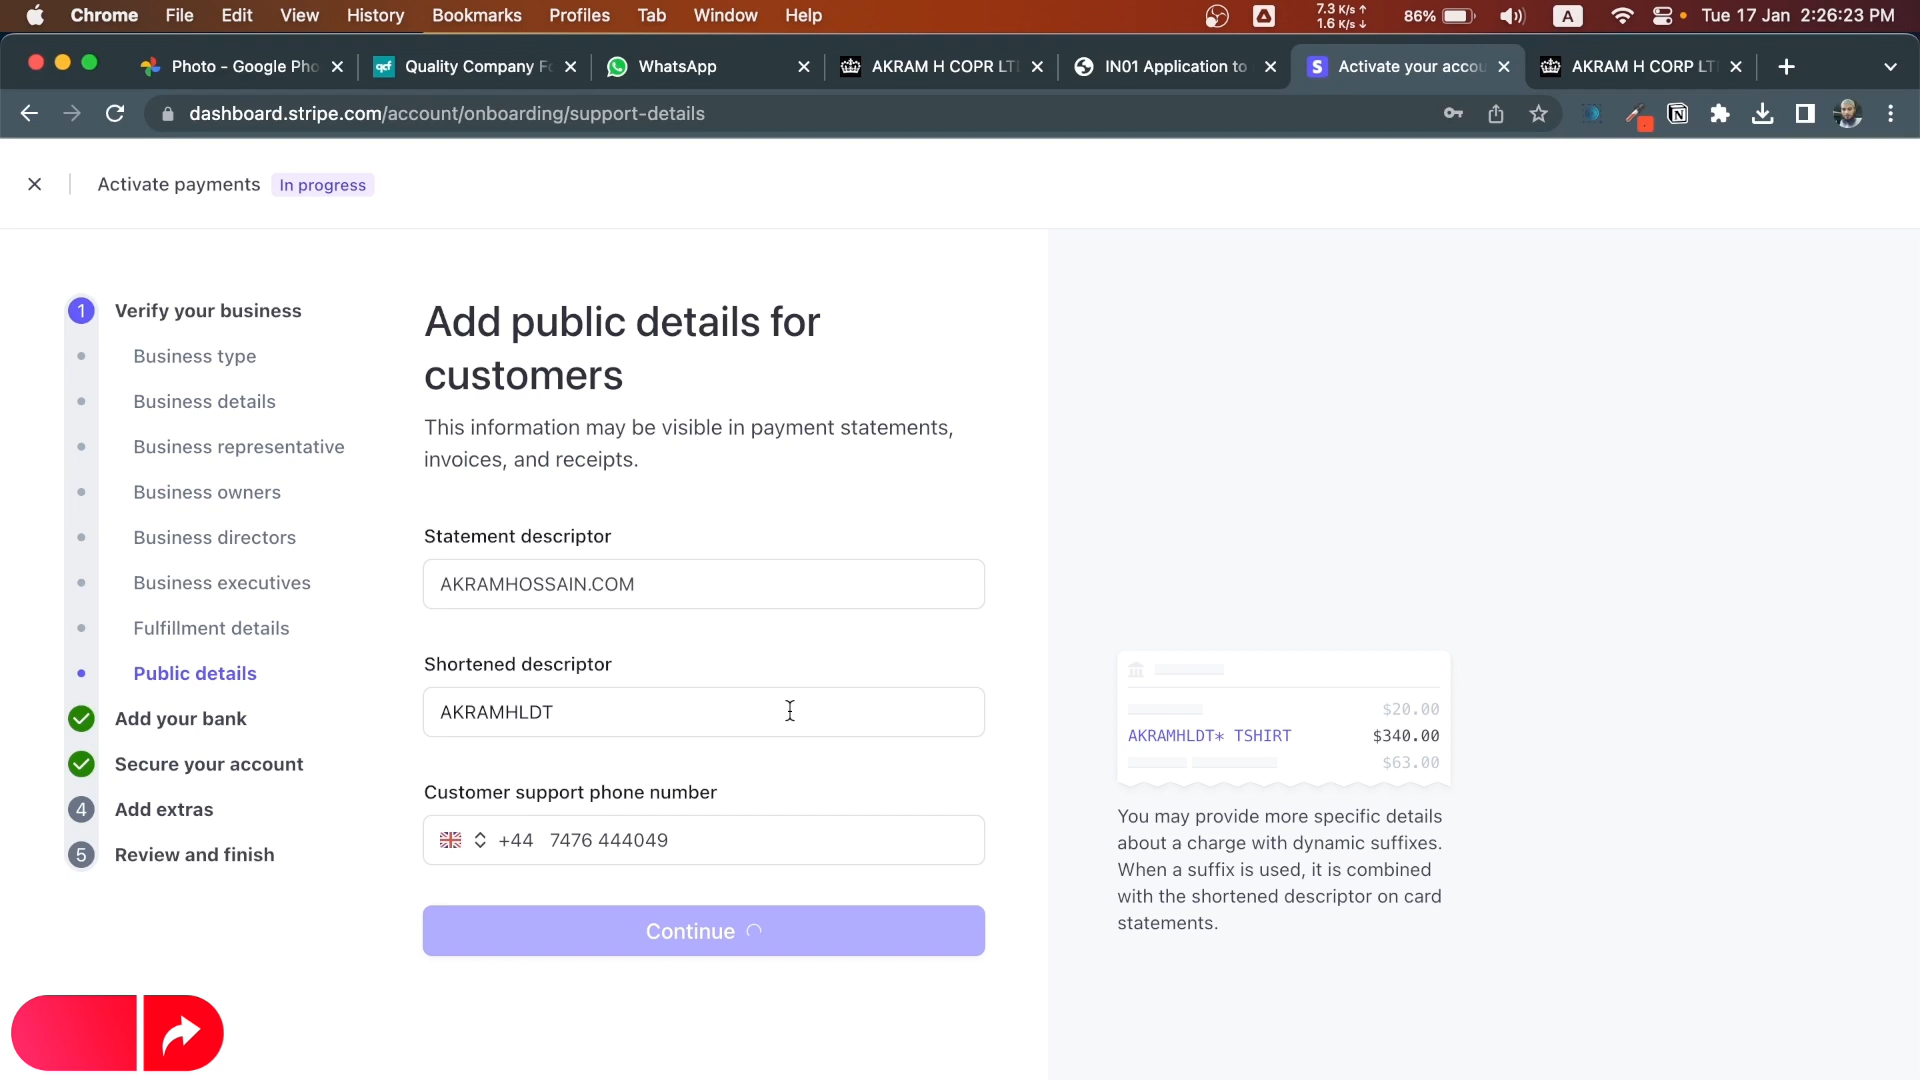 Chrome File Edit View History Bookmarks Profiles Tab Window Help
7.3 K/s ↑
1.6 K/s ↓
86% A Tue 17 Jan 2:26:23 PM
Photo - Google Pho
qcf Quality Company Fo
WhatsApp
AKRAM H COPR LT
IN01 Application to
S Activate your accou
AKRAM H CORP LT
dashboard.stripe.com/account/onboarding/support-details
Activate payments In progress
1 Verify your business
Business type
Business details
Business representative
Business owners
Business directors
Business executives
Fulfillment details
Public details
Add your bank
Secure your account
4 Add extras
5 Review and finish
Add public details for
customers
This information may be visible in payment statements,
invoices, and receipts.
Statement descriptor
AKRAMHOSSAIN.COM
Shortened descriptor
AKRAMHLDT
Customer support phone number
+44 7476 444049
Continue
$20.00
AKRAMHLDT* TSHIRT $340.00
$63.00
You may provide more specific details
about a charge with dynamic suffixes.
When a suffix is used, it is combined
with the shortened descriptor on card
statements.